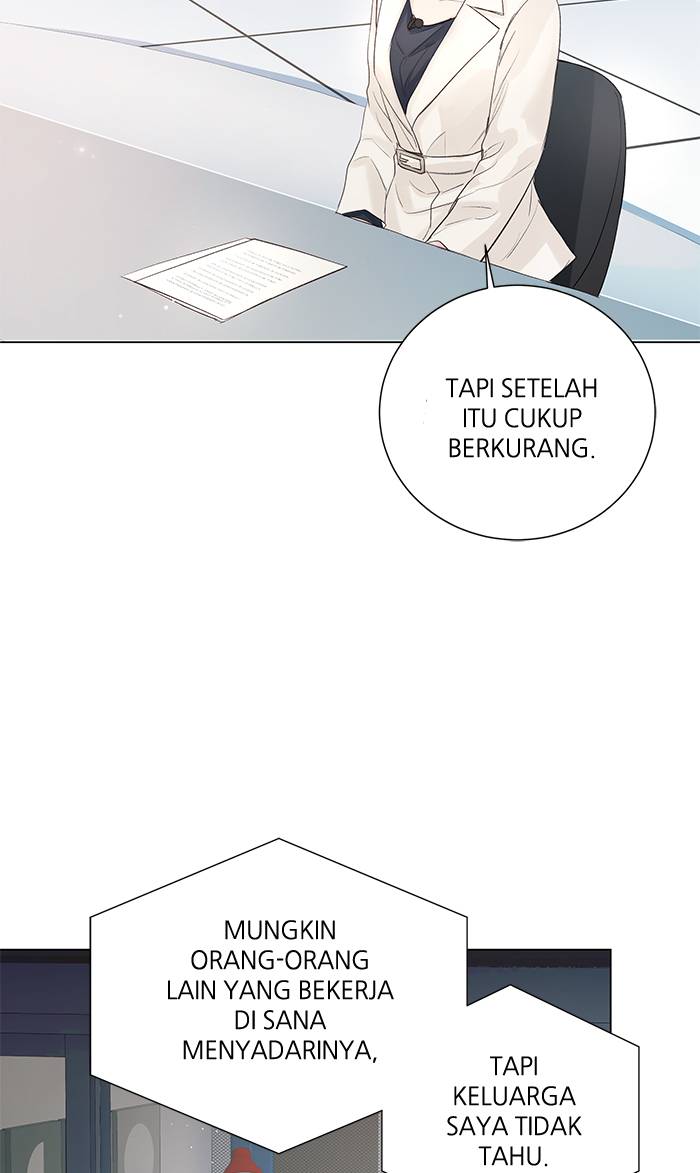 TAPI SETELAH
ITU CUKUP
BERKURANG.
MUNGKIN
ORANG-ORANG
LAIN YANG BEKERJA
DI SANA
MENYADARINYA,
TAPI
KELUARGA
SAYA TIDAK
TAHU.